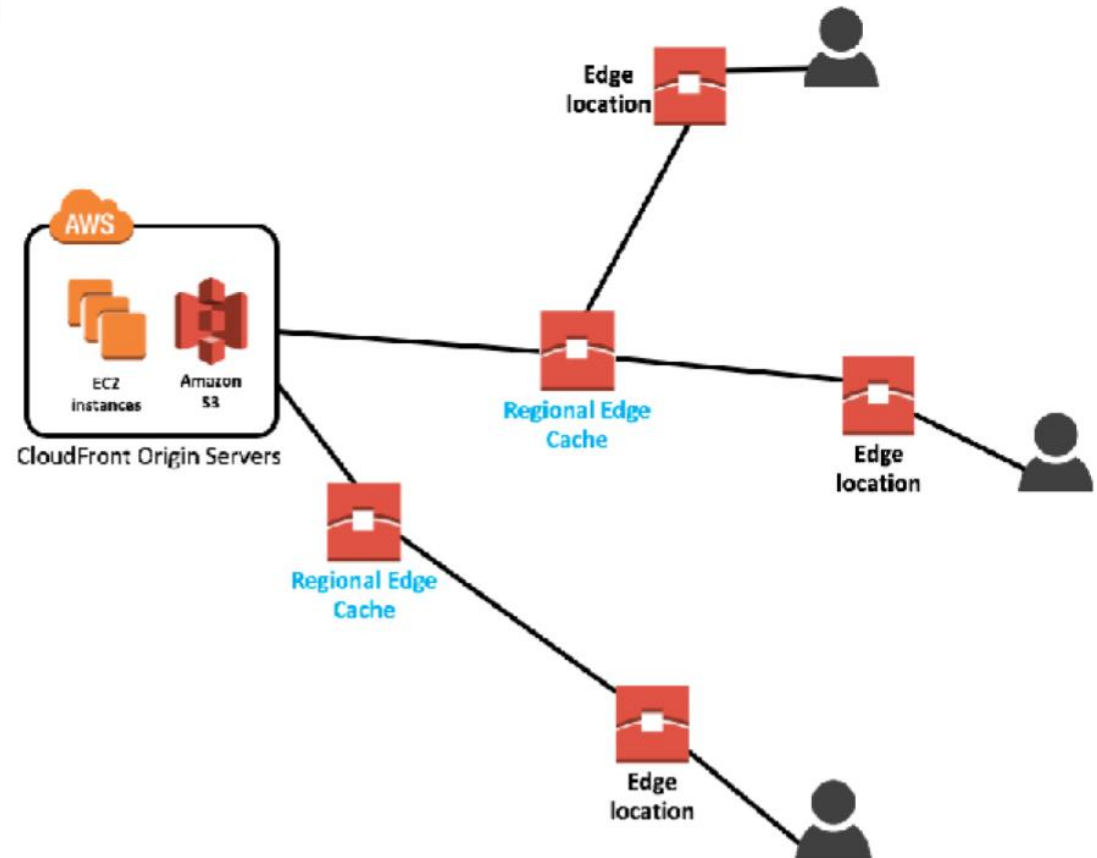 Edge
location
AWS
EC2
instances
Amazon
S3
CloudFront Origin Servers
Regional Edge
Cache
Edge
location
Regional Edge
Cache
Edge
location